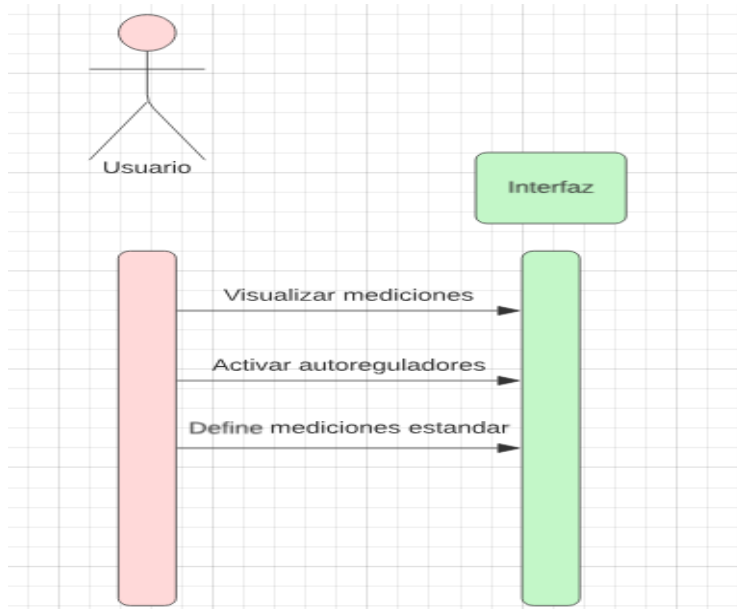 Usuario
Interfaz
Visualizar mediciones
Activar autoreguladores
Define mediciones estandar